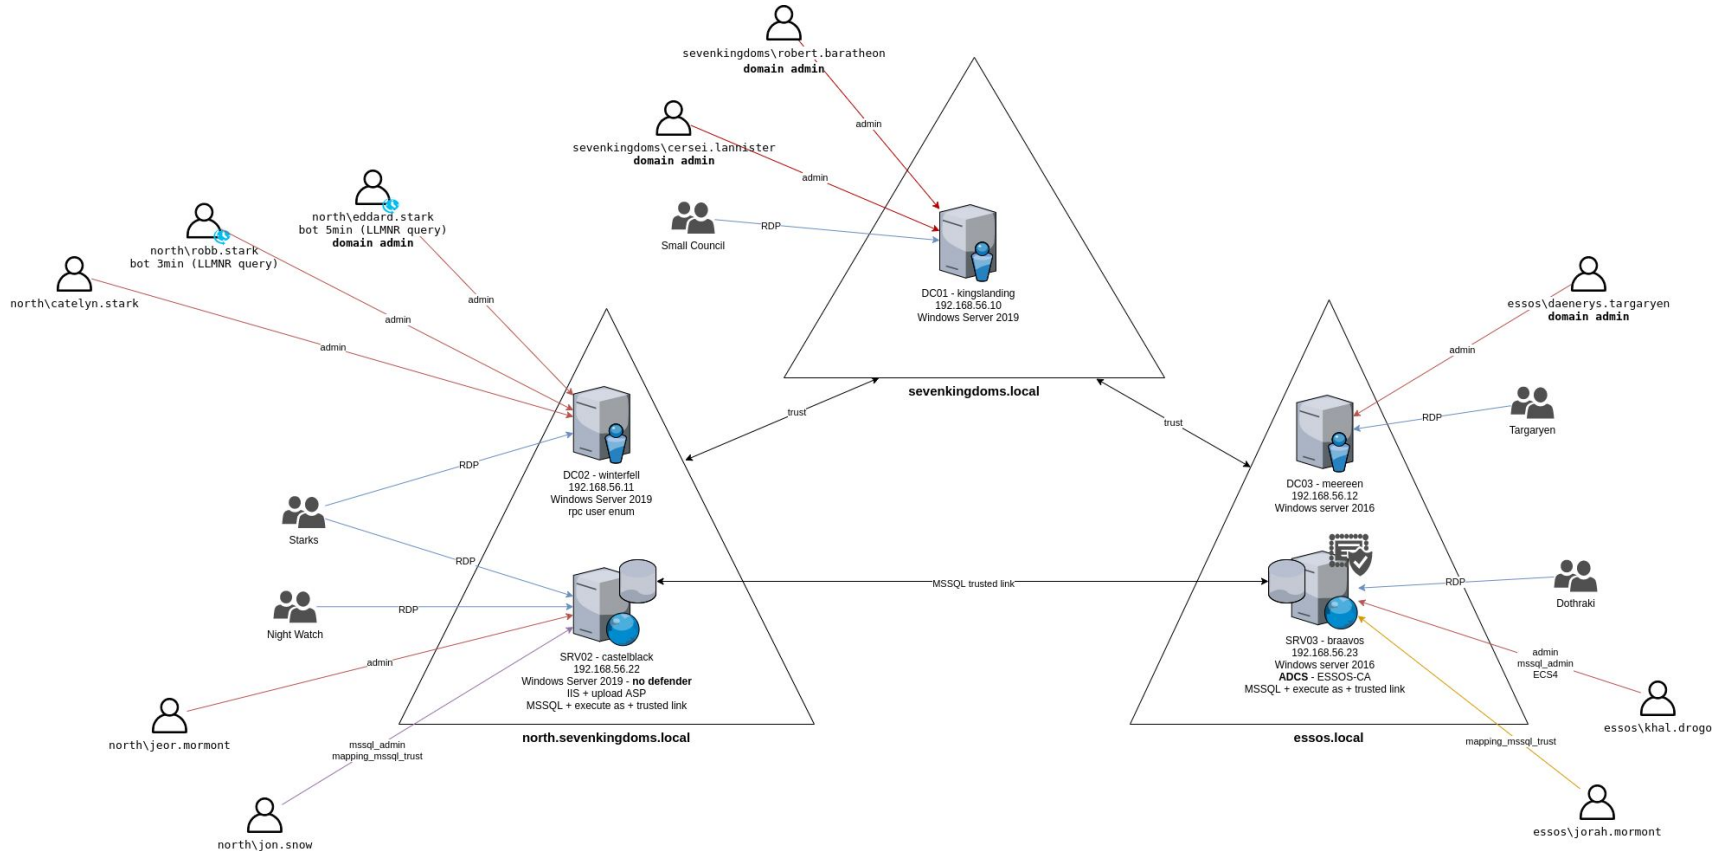 sevenkingdoms\robert.baratheon
domain admin
admin
sevenkingdoms\cersei.lannister
domain admin
admin
Small Council
RDP
DC01 - kingslanding
192.168.56.10
Windows Server 2019
sevenkingdoms.local
north\eddard.stark
bot 5min (LLMNR query)
domain admin
admin
north\robb.stark
bot 3min (LLMNR query)
admin
north\catelyn.stark
admin
trust
trust
DC02 - winterfell
192.168.56.11
Windows Server 2019
rpc user enum
RDP
Starks
RDP
Night Watch
RDP
SRV02 - castelblack
192.168.56.22
Windows Server 2019 - no defender
IIS + upload ASP
MSSQL + execute as + trusted link
admin
north\jeor.mormont
mssql_admin
mapping_mssql_trust
north\jon.snow
north.sevenkingdoms.local
MSSQL trusted link
essos\daenerys.targaryen
domain admin
admin
RDP
Targaryen
DC03 - meereen
192.168.56.12
Windows server 2016
RDP
Dothraki
SRV03 - braavos
192.168.56.23
Windows server 2016
ADCS - ESSOS-CA
MSSQL + execute as + trusted link
admin
mssql_admin
ECS4
essos\khal.drogo
mapping_mssql_trust
essos\jorah.mormont
essos.local